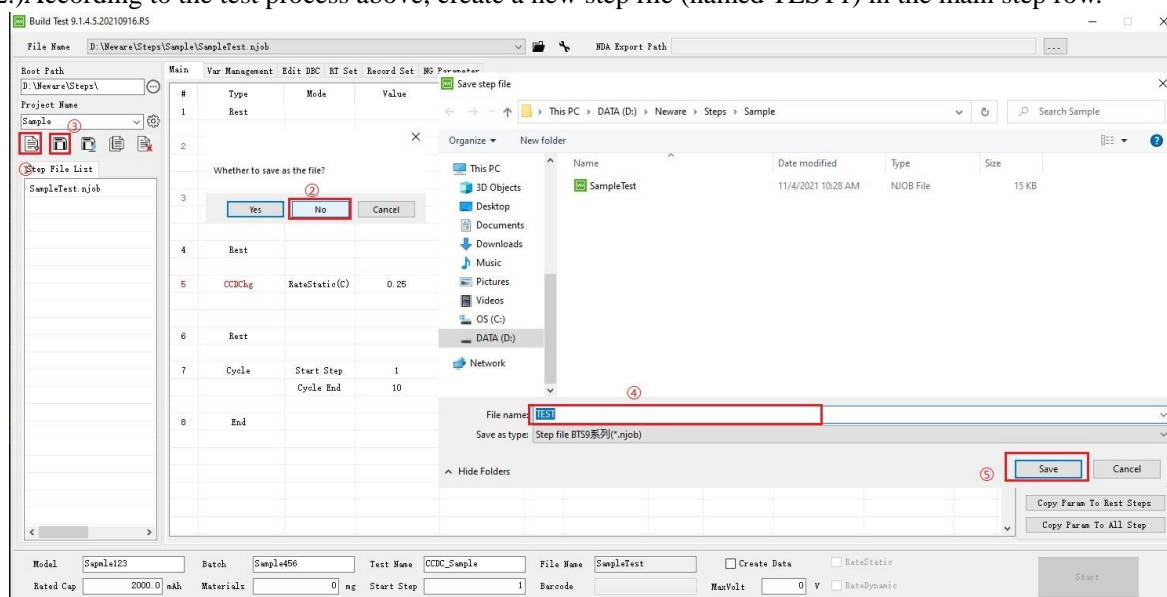 2.)According to the test process above, create a new step file (named TEST1) in the main step row.
Build Test 9.1.4.5.20210916.R5
File Name D:\Neware\Steps\Sample\SampleTest.njob NDA Export Path ...
Root Path
D:\Neware\Steps\
Project Name
Sample
③
①
Step File List
SampleTest.njob
Main Var Management Edit DBC RT Set Record Set NG Parameter
# Type Mode Value
1 Rest
2
3
4 Rest
5 CCDChg RateStatic(C) 0.25
6 Rest
7 Cycle Start Step 1
Cycle End 10
8 End
Whether to save as the file?
②
Yes No Cancel
Save step file
This PC > DATA (D:) > Neware > Steps > Sample
Search Sample
Organize New folder
This PC
3D Objects
Desktop
Documents
Downloads
Music
Pictures
Videos
OS (C:)
DATA (D:)
Network
Name Date modified Type Size
SampleTest 11/4/2021 10:28 AM NJOB File 15 KB
④
File name: TEST
Save as type: Step file BTS9系列(*.njob)
Hide Folders
⑤
Save Cancel
Copy Param To Rest Steps
Copy Param To All Step
Model Sapmle123 Batch Sample456 Test Name CCDC_Sample File Name SampleTest Create Data RateStatic
Rated Cap 2000.0 mAh Materials 0 mg Start Step 1 Barcode MaxVolt 0 V RateDynamic
Start